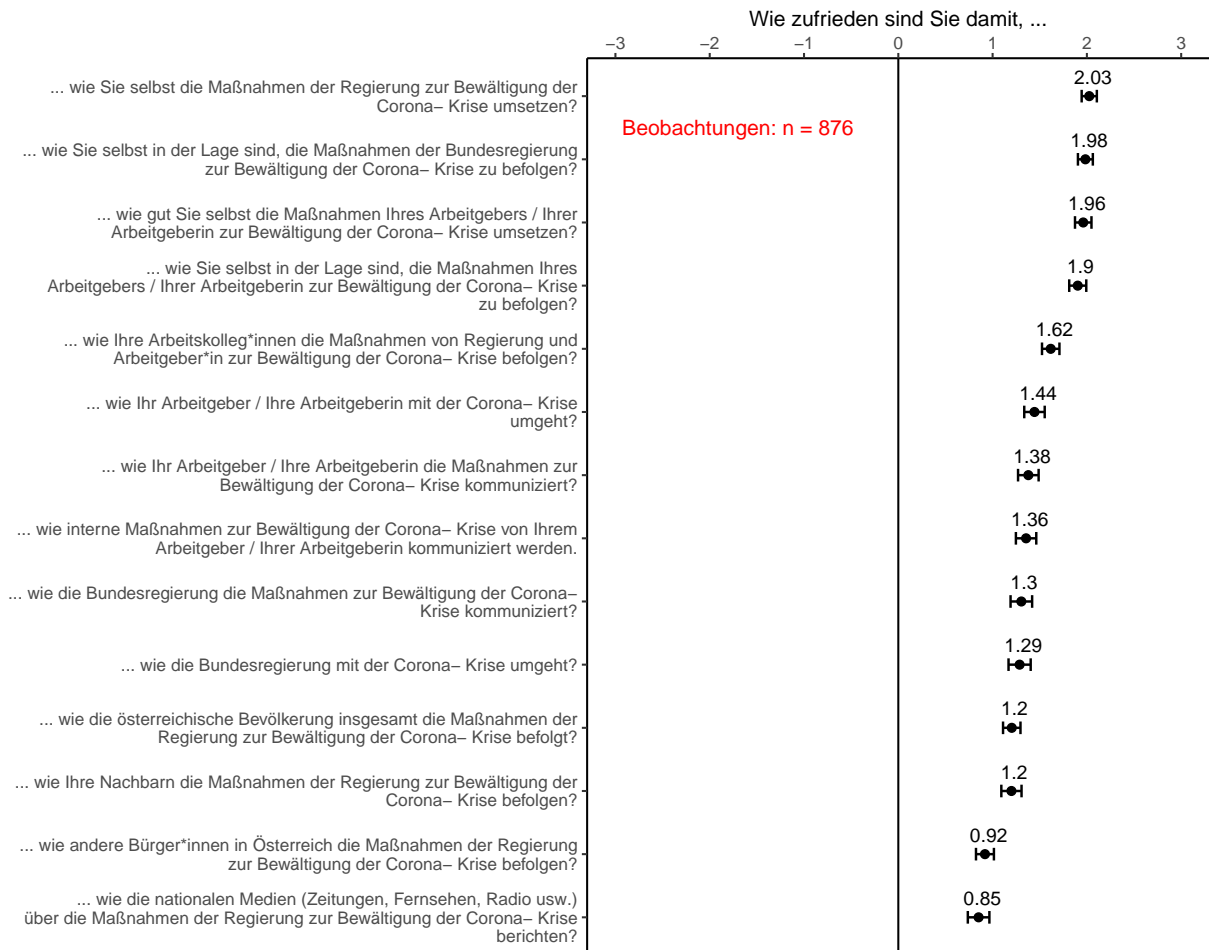 Wie zufrieden sind Sie damit, ...
−3 −2 −1 0 1 2 3
... wie Sie selbst die Maßnahmen der Regierung zur Bewältigung der
Corona− Krise umsetzen?
2.03
Beobachtungen: n = 876
... wie Sie selbst in der Lage sind, die Maßnahmen der Bundesregierung
zur Bewältigung der Corona− Krise zu befolgen?
1.98
... wie gut Sie selbst die Maßnahmen Ihres Arbeitgebers / Ihrer
Arbeitgeberin zur Bewältigung der Corona− Krise umsetzen?
1.96
... wie Sie selbst in der Lage sind, die Maßnahmen Ihres
Arbeitgebers / Ihrer Arbeitgeberin zur Bewältigung der Corona− Krise
zu befolgen?
1.9
... wie Ihre Arbeitskolleg*innen die Maßnahmen von Regierung und
Arbeitgeber*in zur Bewältigung der Corona− Krise befolgen?
1.62
... wie Ihr Arbeitgeber / Ihre Arbeitgeberin mit der Corona− Krise
umgeht?
1.44
... wie Ihr Arbeitgeber / Ihre Arbeitgeberin die Maßnahmen zur
Bewältigung der Corona− Krise kommuniziert?
1.38
... wie interne Maßnahmen zur Bewältigung der Corona− Krise von Ihrem
Arbeitgeber / Ihrer Arbeitgeberin kommuniziert werden.
1.36
... wie die Bundesregierung die Maßnahmen zur Bewältigung der Corona−
Krise kommuniziert?
1.3
... wie die Bundesregierung mit der Corona− Krise umgeht?
1.29
... wie die österreichische Bevölkerung insgesamt die Maßnahmen der
Regierung zur Bewältigung der Corona− Krise befolgt?
1.2
... wie Ihre Nachbarn die Maßnahmen der Regierung zur Bewältigung der
Corona− Krise befolgen?
1.2
... wie andere Bürger*innen in Österreich die Maßnahmen der Regierung
zur Bewältigung der Corona− Krise befolgen?
0.92
... wie die nationalen Medien (Zeitungen, Fernsehen, Radio usw.)
über die Maßnahmen der Regierung zur Bewältigung der Corona− Krise
berichten?
0.85